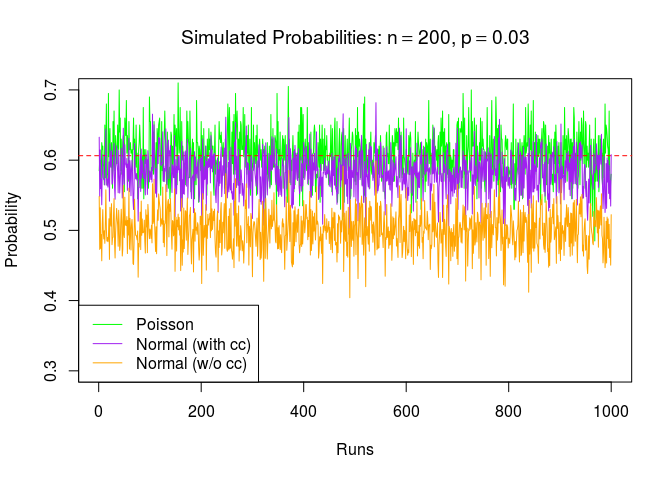 Simulated Probabilities: n = 200, p = 0.03
Probability
0.7
0.6
0.5
0.4
0.3
Poisson
Normal (with cc)
Normal (w/o cc)
0 200 400 600 800 1000
Runs